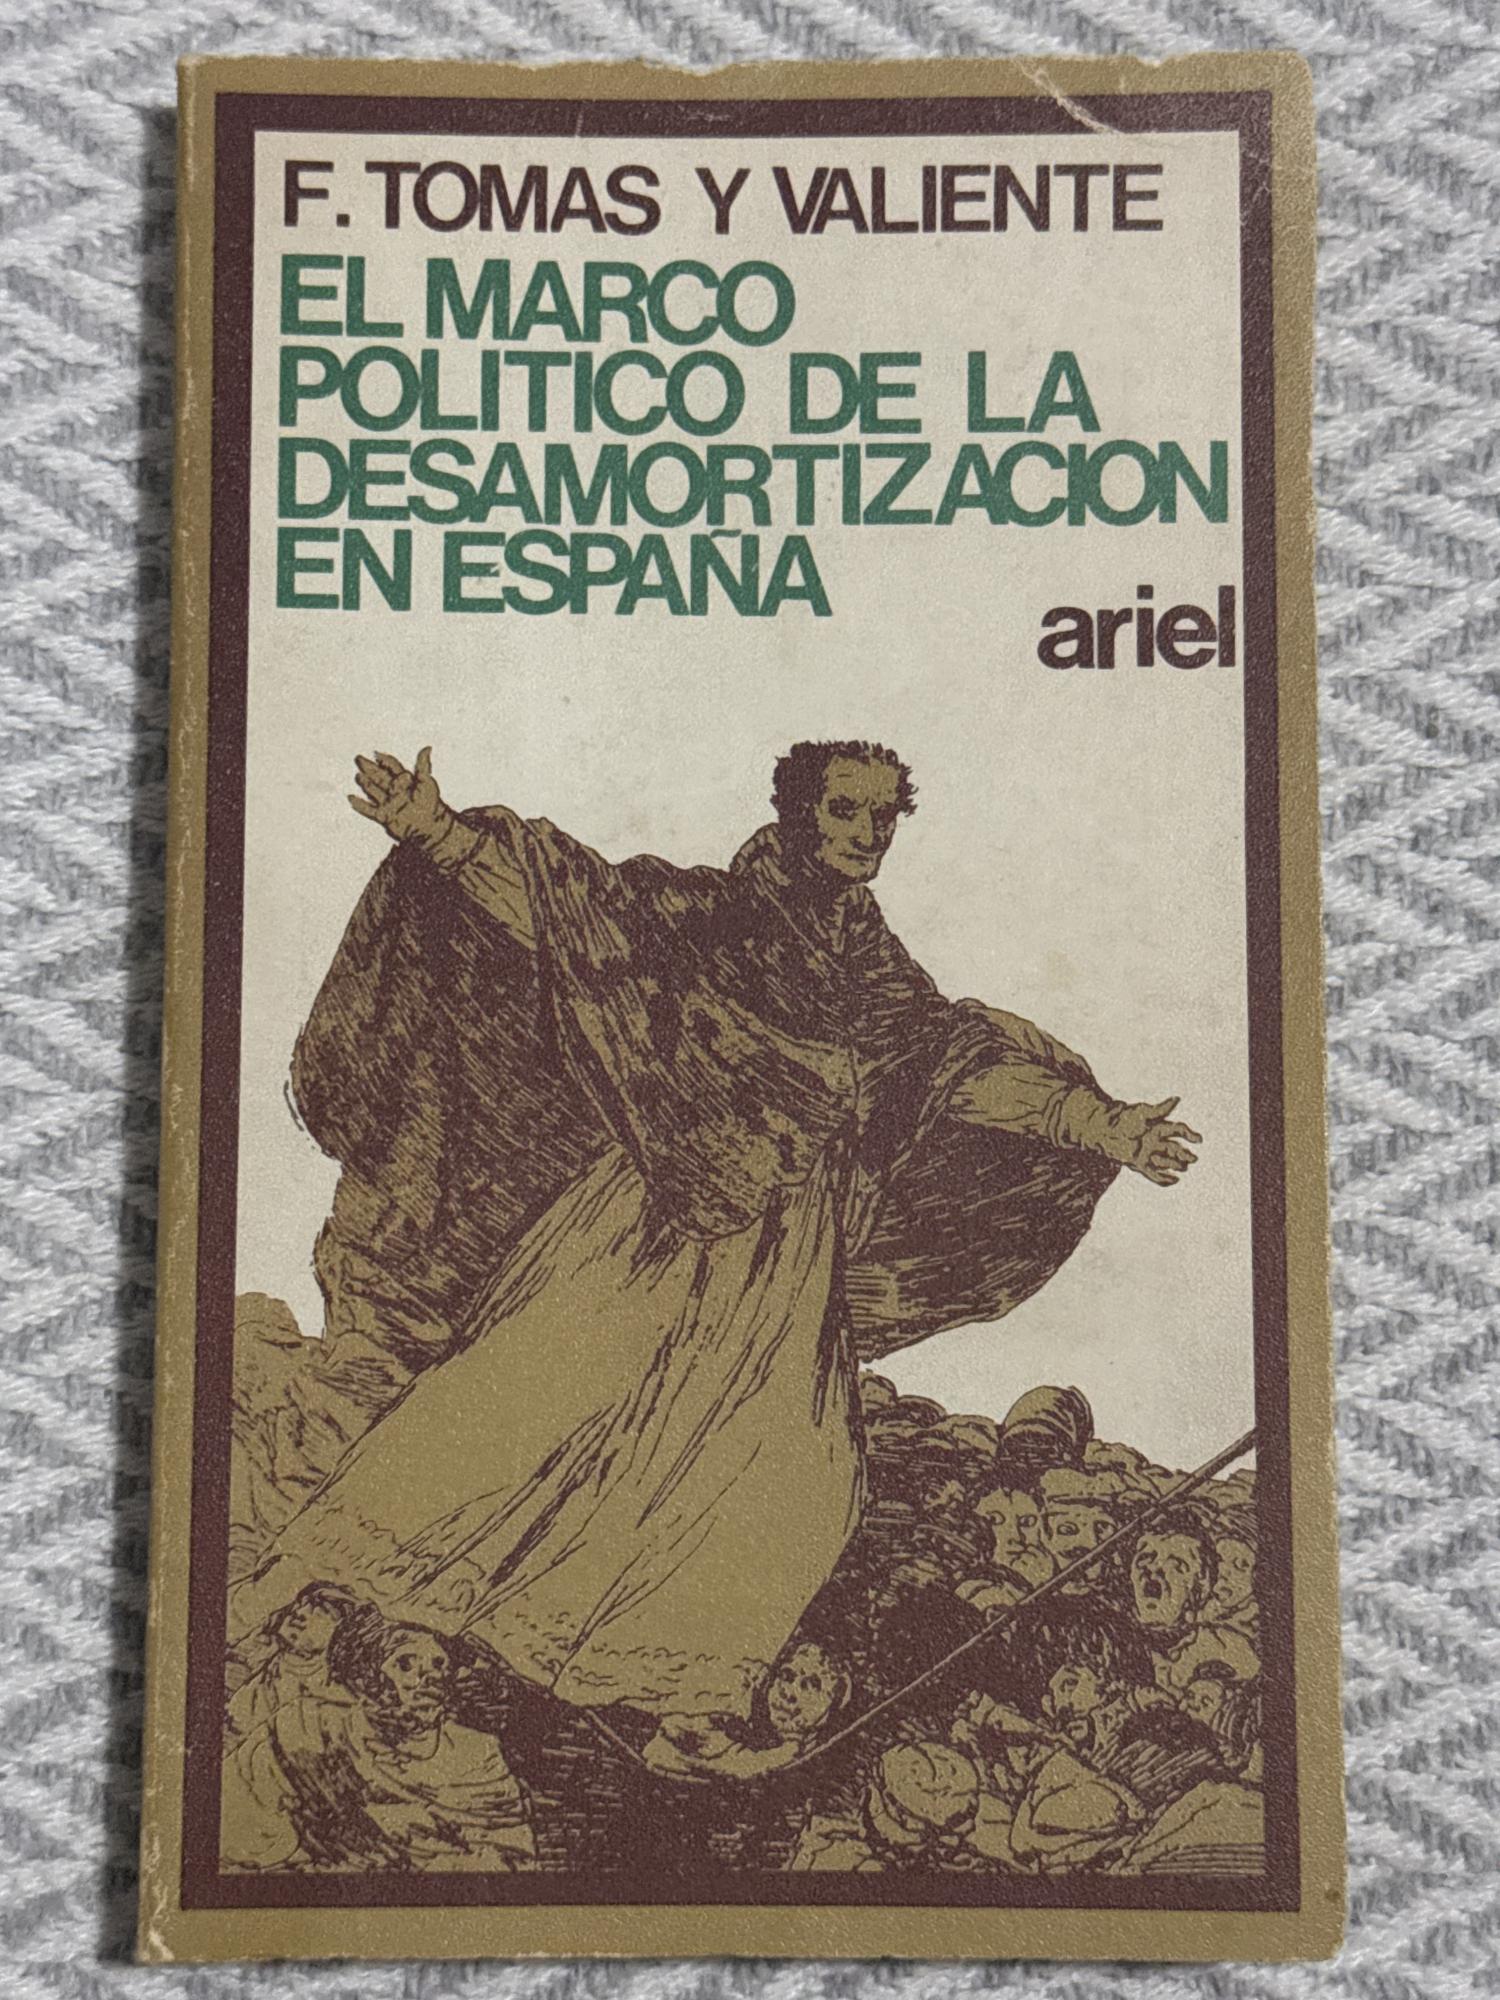 F. TOMAS Y VALIENTE
EL MARCO
POLITICO DE LA
DESAMORTIZACION
EN ESPAÑA
ariel